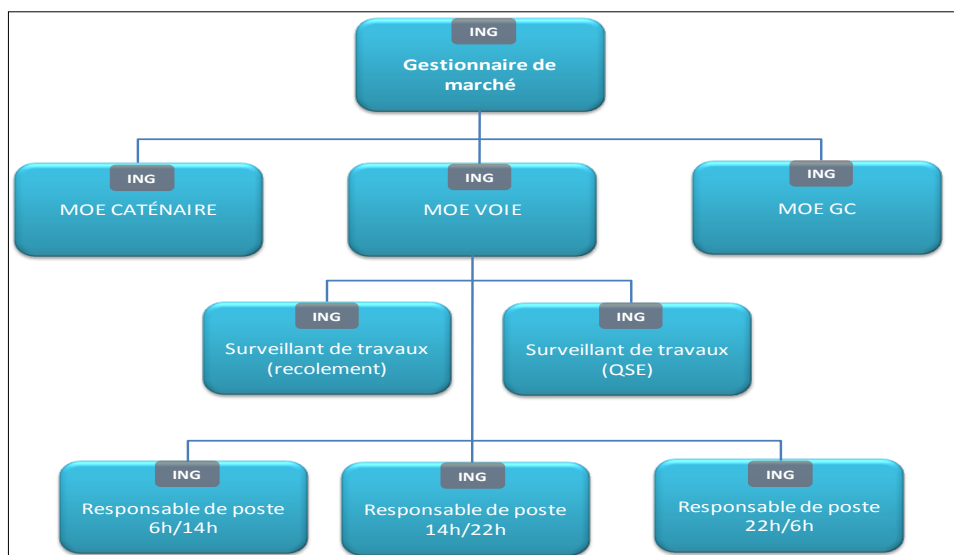 ING
Gestionnaire de
marché
ING
MOE CATÉNAIRE
ING
MOE VOIE
ING
MOE GC
ING
Surveillant de travaux
(recolement)
ING
Surveillant de travaux
(QSE)
ING
Responsable de poste
6h/14h
ING
Responsable de poste
14h/22h
ING
Responsable de poste
22h/6h